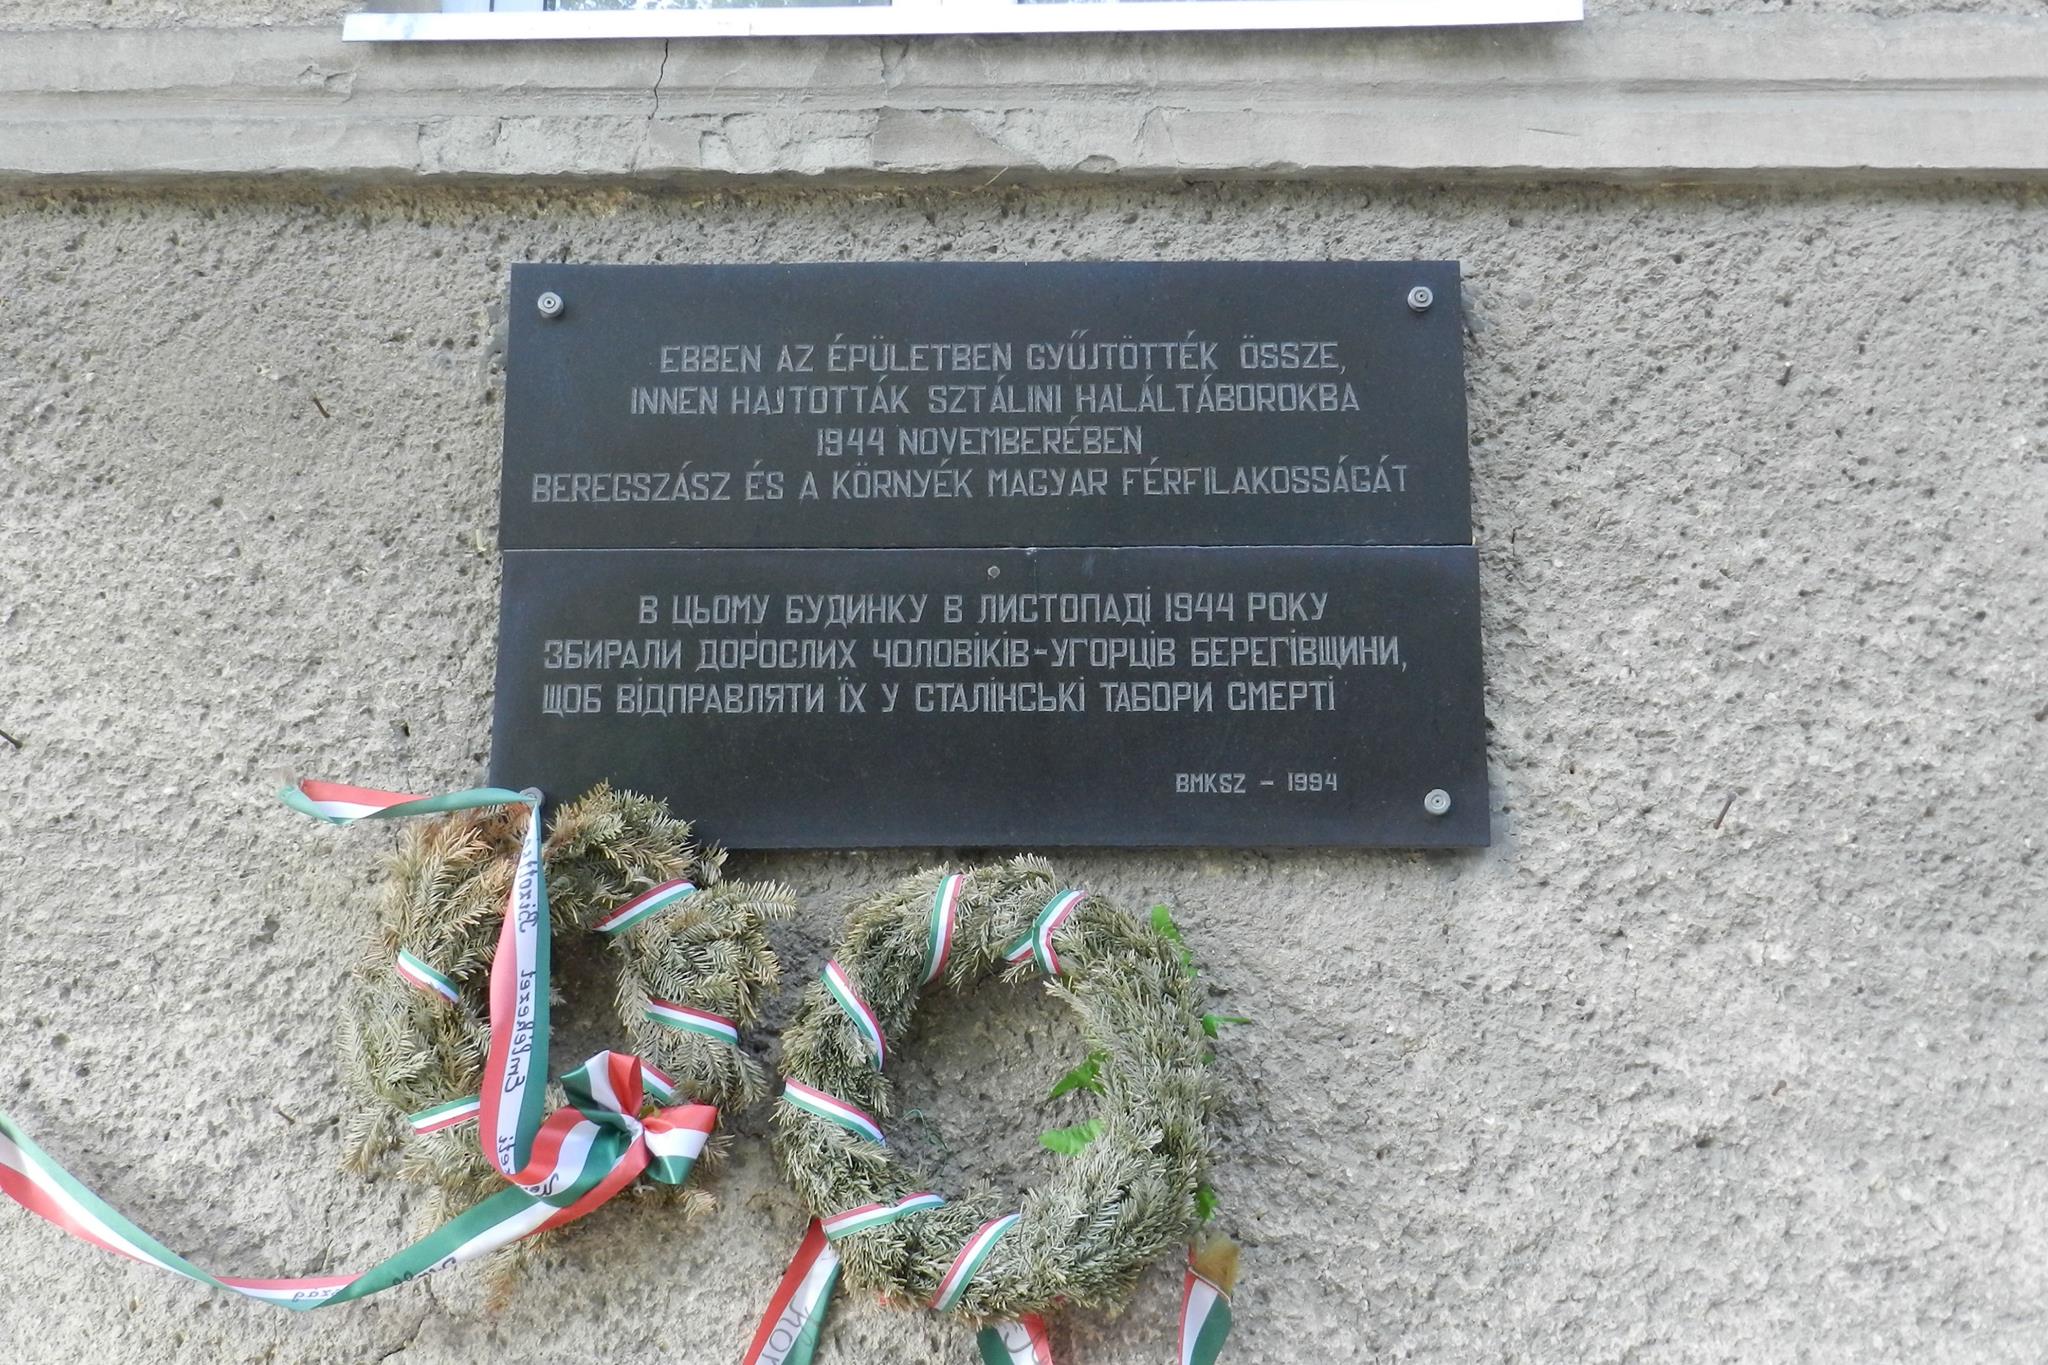 EBBEN AZ ÉPÜLETBEN GYŰJTÖTTÉK ÖSSZE,
INNEN HAJTOTTÁK SZTÁLINI HALÁLTÁBOROKBA
1944 NOVEMBERÉBEN
BEREGSZÁSZ ÉS A KÖRNYÉK MAGYAR FÉRFILAKOSSÁGÁT
В ЦЬОМУ БУДИНКУ В ЛИСТОПАДІ 1944 РОКУ
ЗБИРАЛИ ДОРОСЛИХ ЧОЛОВІКІВ-УГОРЦІВ БЕРЕГІВЩИНИ,
ЩОБ ВІДПРАВЛЯТИ ЇХ У СТАЛІНСЬКІ ТАБОРИ СМЕРТІ
BMKSZ - 1994